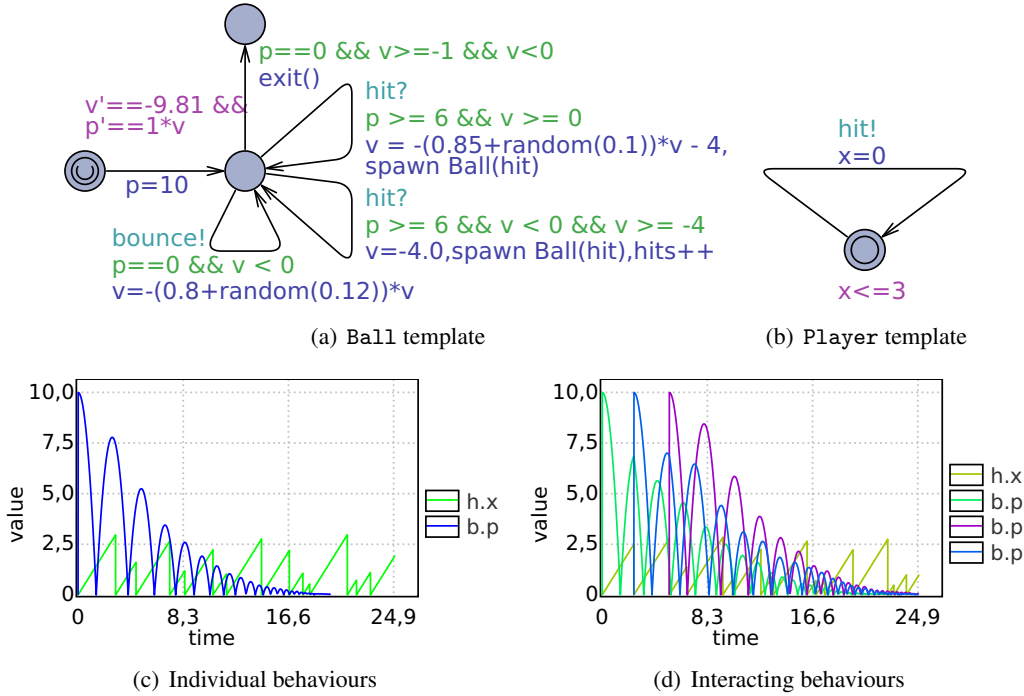 p==0 && v>=-1 && v<0
exit()
v'==-9.81 &&
p'==1*v
p=10
hit?
p >= 6 && v >= 0
v = -(0.85+random(0.1))*v - 4,
spawn Ball(hit)
hit?
p >= 6 && v < 0 && v >= -4
v=-4.0,spawn Ball(hit),hits++
bounce!
p==0 && v < 0
v=-(0.8+random(0.12))*v
(a) Ball template
hit!
x=0
x<=3
(b) Player template
10,0
7,5
5,0
2,5
0
value
0 8,3 16,6 24,9
time
h.x
b.p
(c) Individual behaviours
10,0
7,5
5,0
2,5
0
value
0 8,3 16,6 24,9
time
h.x
b.p
b.p
b.p
(d) Interacting behaviours